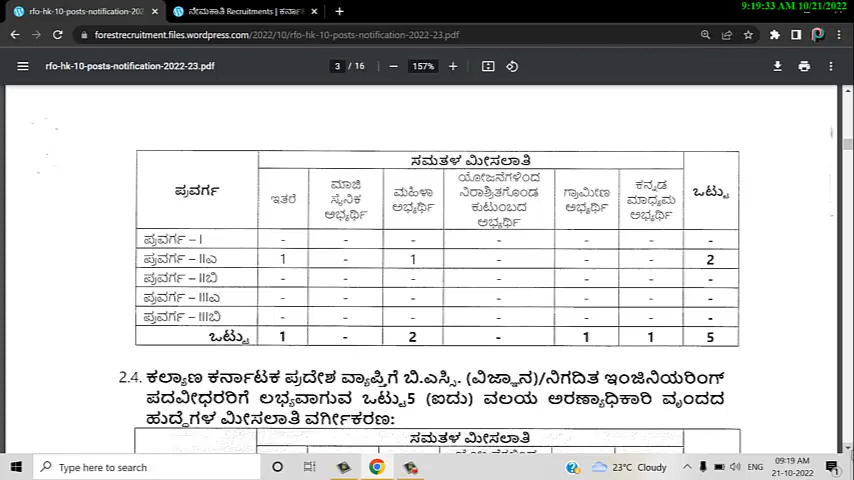 rfo-hk-10-posts-notification-2022-23.pdf
ನೇಮಕಾತಿ Recruitments | ಕರ್ನಾಟ
9:19:33 AM 10/21/2022
forestrecruitment.files.wordpress.com/2022/10/rfo-hk-10-posts-notification-2022-23.pdf
rfo-hk-10-posts-notification-2022-23.pdf
3 / 16
157%
ಪ್ರವರ್ಗ ಸಮತಳ ಮೀಸಲಾತಿ ಒಟ್ಟು
ಇತರೆ ಮಾಜಿ ಸೈನಿಕ ಅಭ್ಯರ್ಥಿ ಮಹಿಳಾ ಅಭ್ಯರ್ಥಿ ಯೋಜನೆಗಳಿಂದ ನಿರಾಶ್ರಿತಗೊಂಡ ಕುಟುಂಬದ ಅಭ್ಯರ್ಥಿ ಗ್ರಾಮೀಣ ಅಭ್ಯರ್ಥಿ ಕನ್ನಡ ಮಾಧ್ಯಮ ಅಭ್ಯರ್ಥಿ
ಪ್ರವರ್ಗ – I - - - - - - -
ಪ್ರವರ್ಗ – IIಎ 1 - 1 - - - 2
ಪ್ರವರ್ಗ – IIಬಿ - - - - - - -
ಪ್ರವರ್ಗ – IIIಎ - - - - - - -
ಪ್ರವರ್ಗ – IIIಬಿ - - - - - - -
ಒಟ್ಟು 1 - 2 - 1 1 5
2.4. ಕಲ್ಯಾಣ ಕರ್ನಾಟಕ ಪ್ರದೇಶ ವ್ಯಾಪ್ತಿಗೆ ಬಿ.ಎಸ್ಸಿ. (ವಿಜ್ಞಾನ)/ನಿಗದಿತ ಇಂಜಿನಿಯರಿಂಗ್
ಪದವೀಧರರಿಗೆ ಲಭ್ಯವಾಗುವ ಒಟ್ಟು5 (ಐದು) ವಲಯ ಅರಣ್ಯಾಧಿಕಾರಿ ವೃಂದದ
ಹುದ್ದೆಗಳ ಮೀಸಲಾತಿ ವರ್ಗೀಕರಣ:
ಸಮತಳ ಮೀಸಲಾತಿ
Type here to search
23°C Cloudy
ENG
09:19 AM
21-10-2022
1